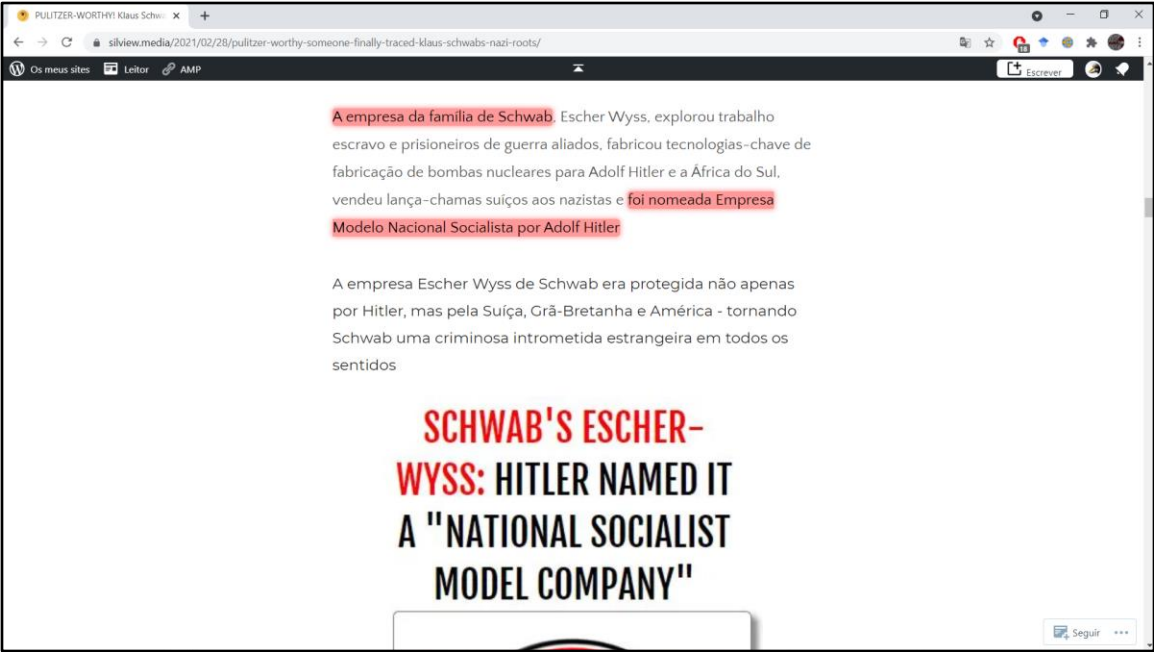 PULITZER-WORTHY! Klaus Schw
silview.media/2021/02/28/pulitzer-worthy-someone-finally-traced-klaus-schwabs-nazi-roots/
18
Os meus sites Leitor AMP Escrever
A empresa da família de Schwab, Escher Wyss, explorou trabalho
escravo e prisioneiros de guerra aliados, fabricou tecnologias-chave de
fabricação de bombas nucleares para Adolf Hitler e a África do Sul,
vendeu lança-chamas suíços aos nazistas e foi nomeada Empresa
Modelo Nacional Socialista por Adolf Hitler
A empresa Escher Wyss de Schwab era protegida não apenas
por Hitler, mas pela Suíça, Grã-Bretanha e América - tornando
Schwab uma criminosa intrometida estrangeira em todos os
sentidos
SCHWAB'S ESCHER-
WYSS: HITLER NAMED IT
A "NATIONAL SOCIALIST
MODEL COMPANY"
Seguir